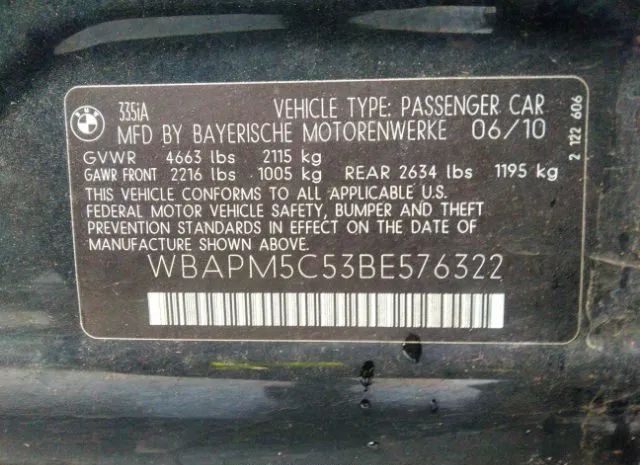 BMW
335iA VEHICLE TYPE: PASSENGER CAR
MFD BY BAYERISCHE MOTORENWERKE 06/10
GVWR 4663 lbs 2115 kg
GAWR FRONT 2216 lbs 1005 kg REAR 2634 lbs 1195 kg
THIS VEHICLE CONFORMS TO ALL APPLICABLE U.S.
FEDERAL MOTOR VEHICLE SAFETY, BUMPER AND THEFT
PREVENTION STANDARDS IN EFFECT ON THE DATE OF
MANUFACTURE SHOWN ABOVE.
WBAPM5C53BE576322
2 122 606